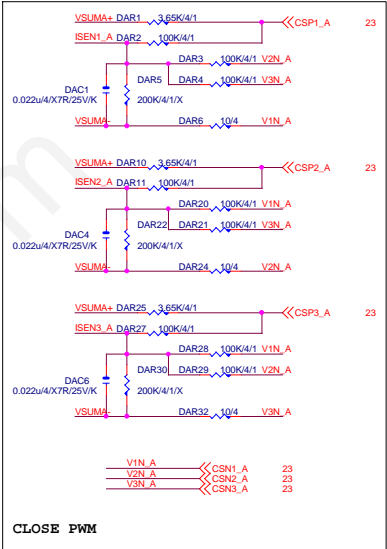 VSUMA+ DAR1 3.65K/4/1 CSP1_A 23
ISEN1_A DAR2 100K/4/1
DAR3 100K/4/1 V2N_A
DAC1 DAR5 DAR4 100K/4/1 V3N_A
0.022u/4/X7R/25V/K 200K/4/1/X
VSUMA- DAR6 10/4 V1N_A
VSUMA+ DAR10 3.65K/4/1 CSP2_A 23
ISEN2_A DAR11 100K/4/1
DAR20 100K/4/1 V1N_A
DAC4 DAR22 DAR21 100K/4/1 V3N_A
0.022u/4/X7R/25V/K 200K/4/1/X
VSUMA- DAR24 10/4 V2N_A
VSUMA+ DAR25 3.65K/4/1 CSP3_A 23
ISEN3_A DAR27 100K/4/1
DAR28 100K/4/1 V1N_A
DAC6 DAR30 DAR29 100K/4/1 V2N_A
0.022u/4/X7R/25V/K 200K/4/1/X
VSUMA- DAR32 10/4 V3N_A
V1N_A CSN1_A 23
V2N_A CSN2_A 23
V3N_A CSN3_A 23
CLOSE PWM